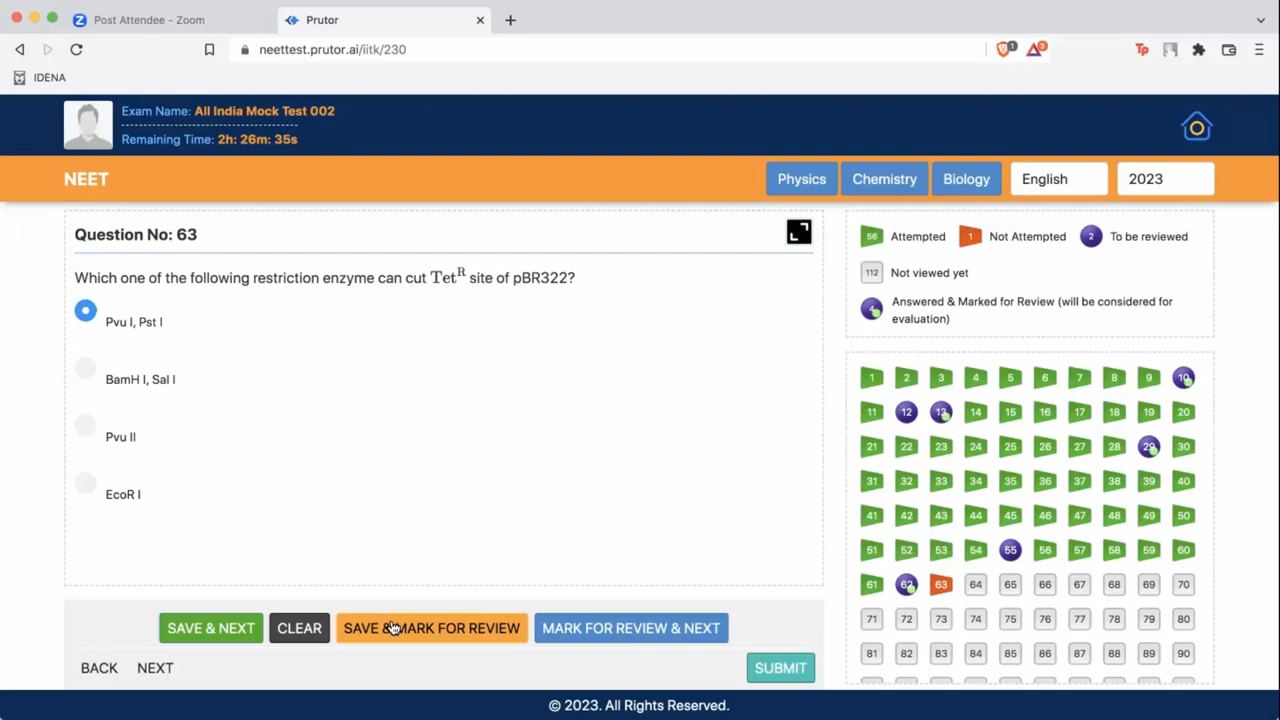 Post Attendee - Zoom
Prutor
neettest.prutor.ai/iitk/230
1
3
Tp
IDENA
Exam Name: All India Mock Test 002
Remaining Time: 2h: 26m: 35s
NEET
Physics
Chemistry
Biology
English
2023
Question No: 63
Which one of the following restriction enzyme can cut Tet^R site of pBR322?
Pvu I, Pst I
BamH I, Sal I
Pvu II
EcoR I
SAVE & NEXT
CLEAR
SAVE & MARK FOR REVIEW
MARK FOR REVIEW & NEXT
BACK
NEXT
SUBMIT
56 Attempted
1 Not Attempted
2 To be reviewed
112 Not viewed yet
4 Answered & Marked for Review (will be considered for
evaluation)
1 2 3 4 5 6 7 8 9 10
11 12 13 14 15 16 17 18 19 20
21 22 23 24 25 26 27 28 29 30
31 32 33 34 35 36 37 38 39 40
41 42 43 44 45 46 47 48 49 50
51 52 53 54 55 56 57 58 59 60
61 62 63 64 65 66 67 68 69 70
71 72 73 74 75 76 77 78 79 80
81 82 83 84 85 86 87 88 89 90
© 2023. All Rights Reserved.